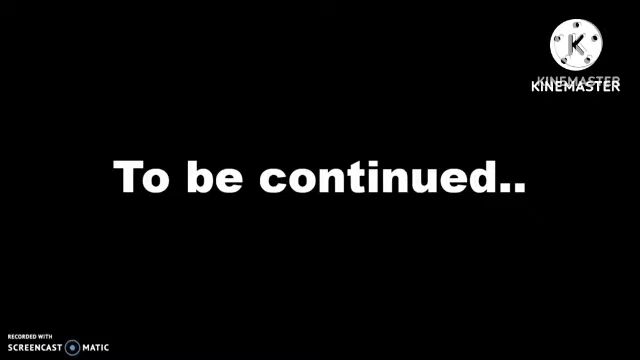 K
KINEMASTER
KINEMASTER
To be continued..
RECORDED WITH
SCREENCAST MATIC